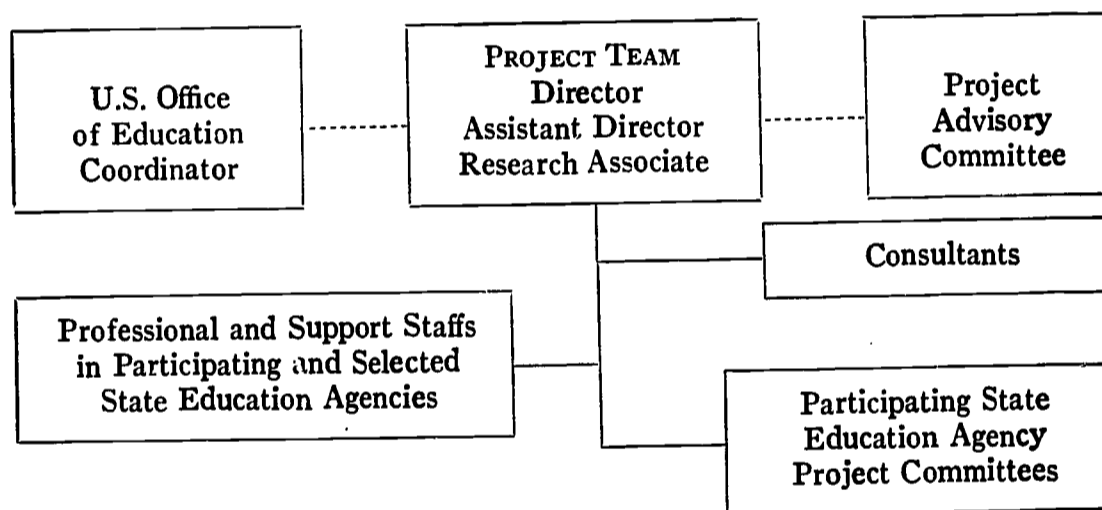 U.S. Office
of Education
Coordinator
PROJECT TEAM
Director
Assistant Director
Research Associate
Project
Advisory
Committee
Consultants
Professional and Support Staffs
in Participating and Selected
State Education Agencies
Participating State
Education Agency
Project Committees